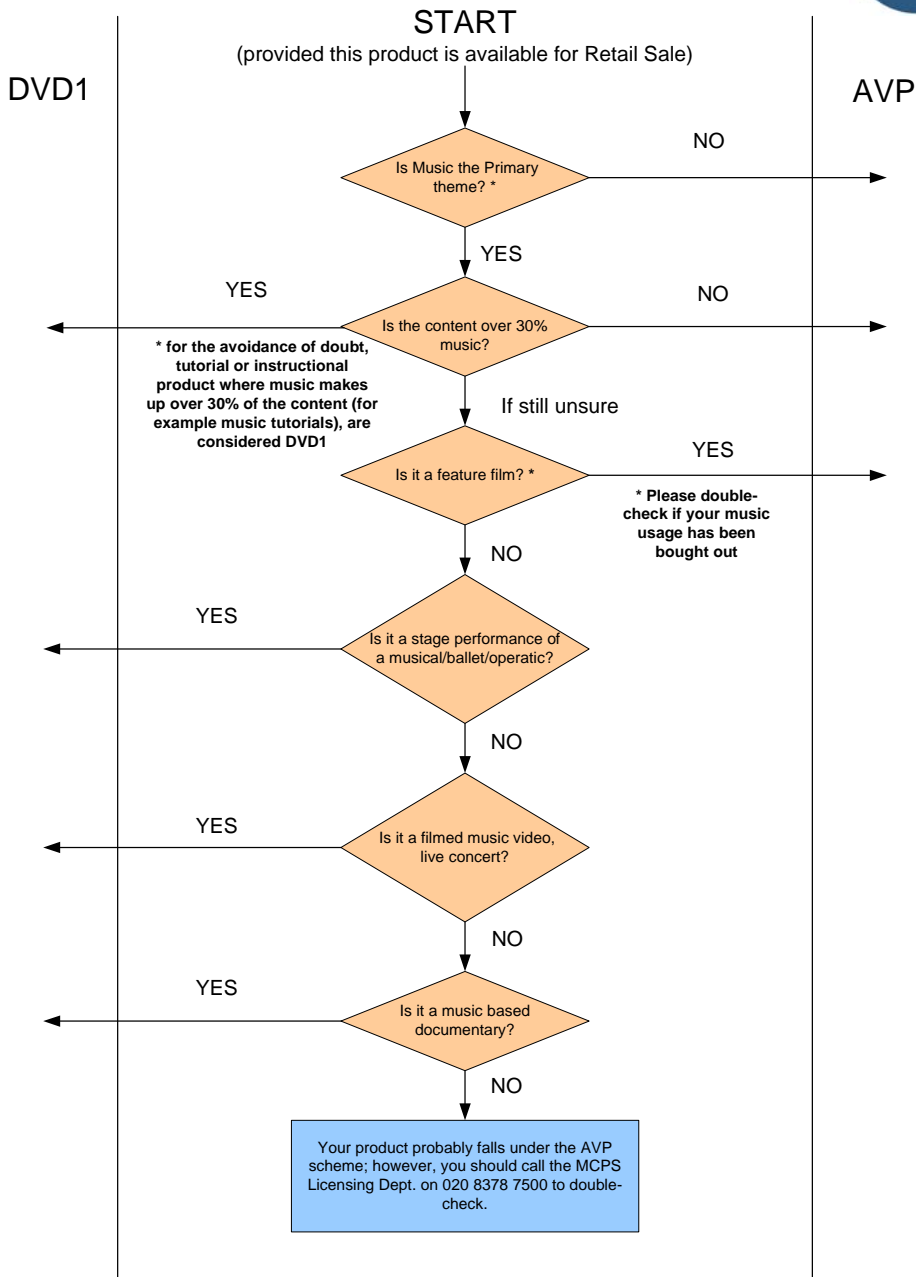 START
(provided this product is available for Retail Sale)
DVD1
AVP
Is Music the Primary
theme? *
NO
YES
YES
Is the content over 30%
music?
NO
* for the avoidance of doubt,
tutorial or instructional
product where music makes
up over 30% of the content (for
example music tutorials), are
considered DVD1
If still unsure
Is it a feature film? *
YES
* Please double-
check if your music
usage has been
bought out
NO
YES
Is it a stage performance of
a musical/ballet/operatic?
NO
YES
Is it a filmed music video,
live concert?
NO
YES
Is it a music based
documentary?
NO
Your product probably falls under the AVP
scheme; however, you should call the MCPS
Licensing Dept. on 020 8378 7500 to double-
check.